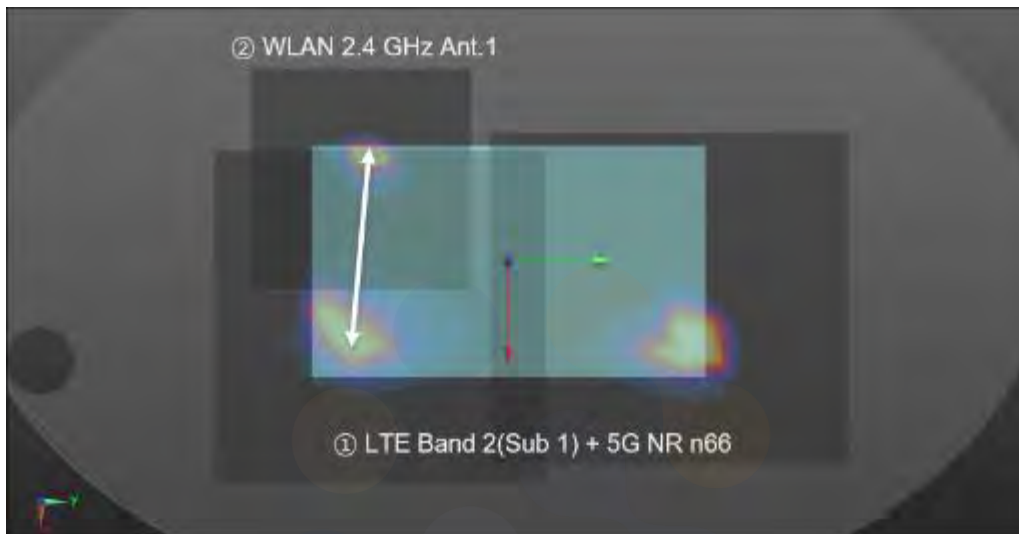 ② WLAN 2.4 GHz Ant.1
① LTE Band 2(Sub 1) + 5G NR n66
Y